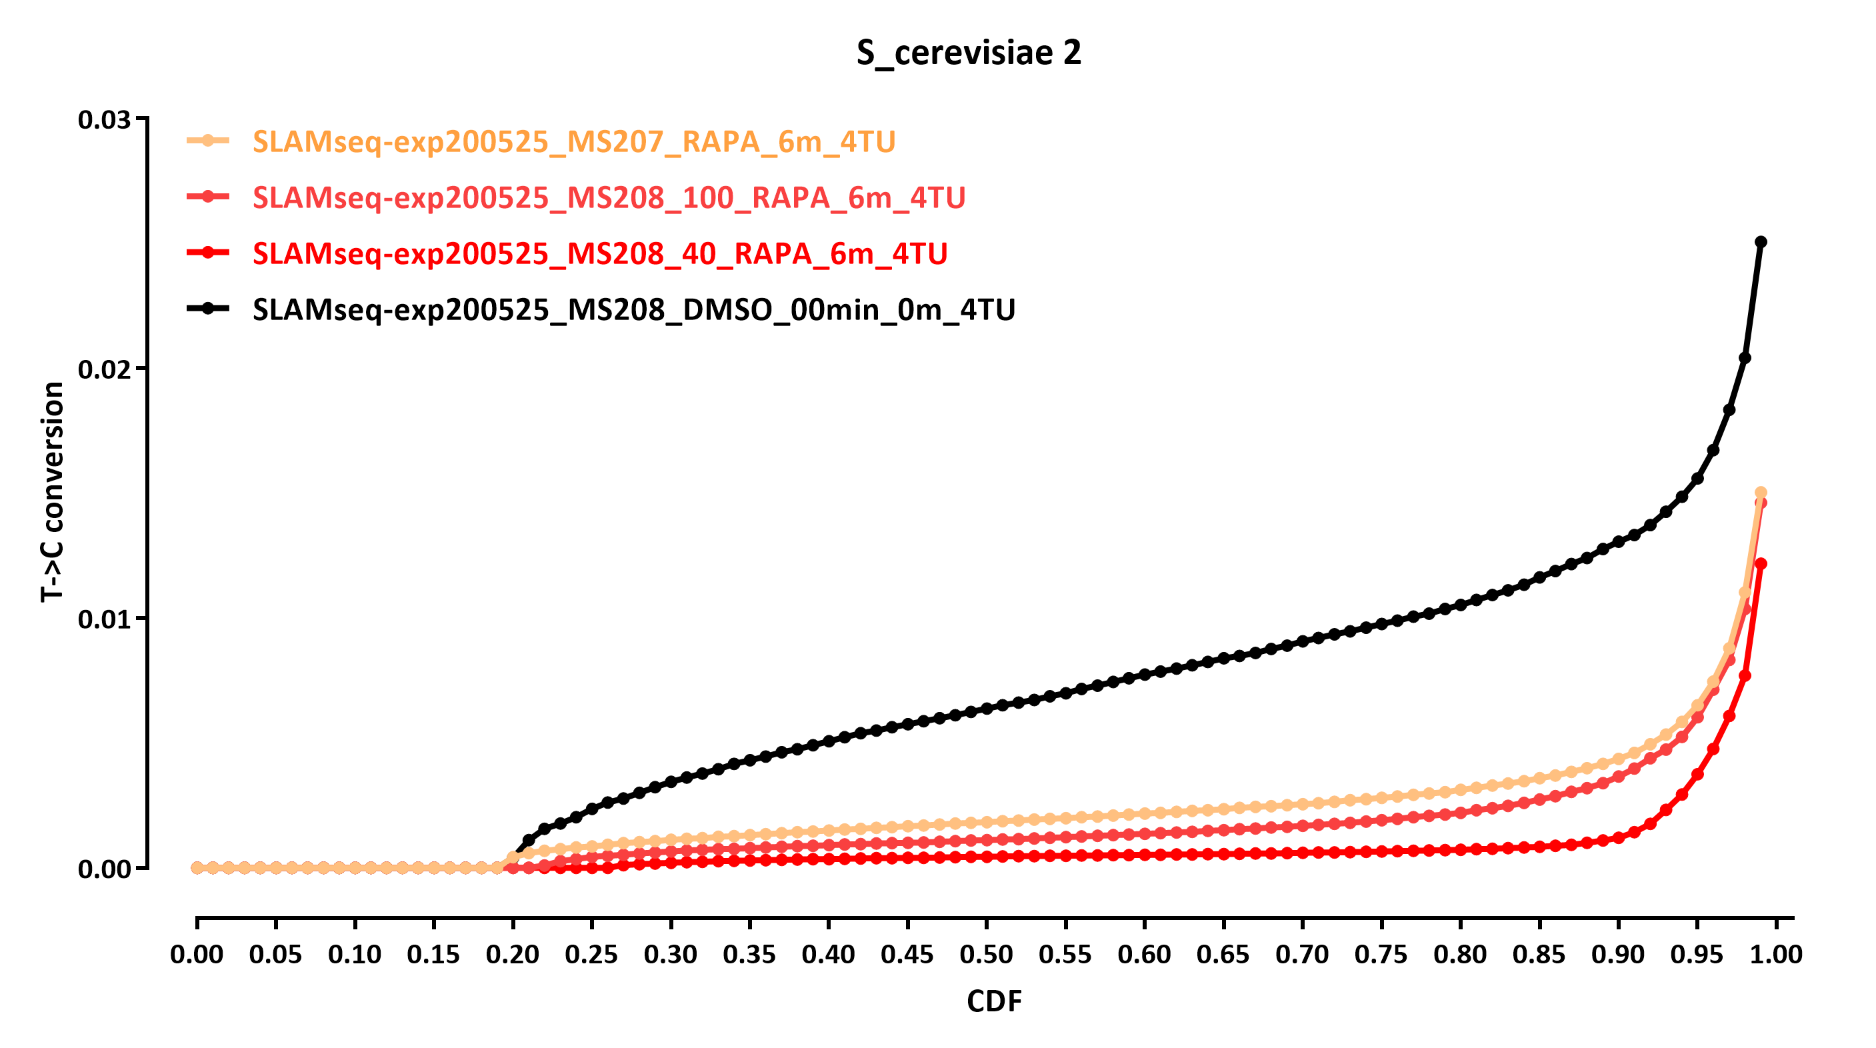 S_cerevisiae 2
0.03
SLAMseq-exp200525_MS207_RAPA_6m_4TU
SLAMseq-exp200525_MS208_100_RAPA_6m_4TU
SLAMseq-exp200525_MS208_40_RAPA_6m_4TU
SLAMseq-exp200525_MS208_DMSO_00min_0m_4TU
0.02
T->C conversion
0.01
0.00
0.00 0.05 0.10 0.15 0.20 0.25 0.30 0.35 0.40 0.45 0.50 0.55 0.60 0.65 0.70 0.75 0.80 0.85 0.90 0.95 1.00
CDF